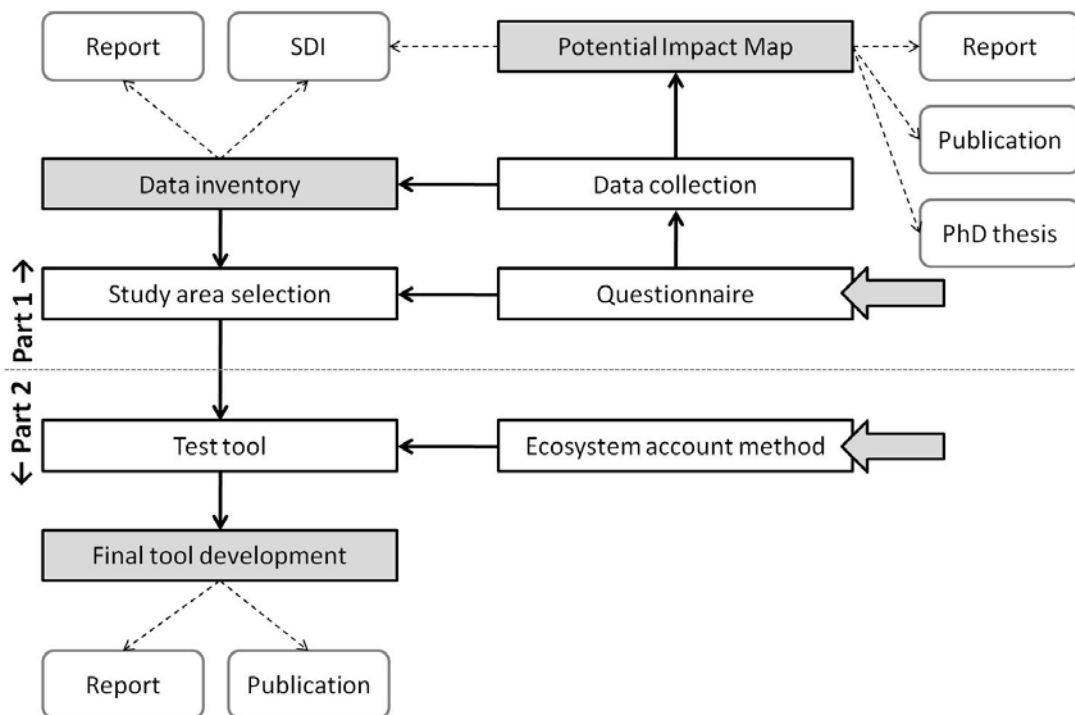 Report
SDI
Potential Impact Map
Report
Publication
Data inventory
Data collection
PhD thesis
Study area selection
Questionnaire
Part 1 →
← Part 2
Test tool
Ecosystem account method
Final tool development
Report
Publication